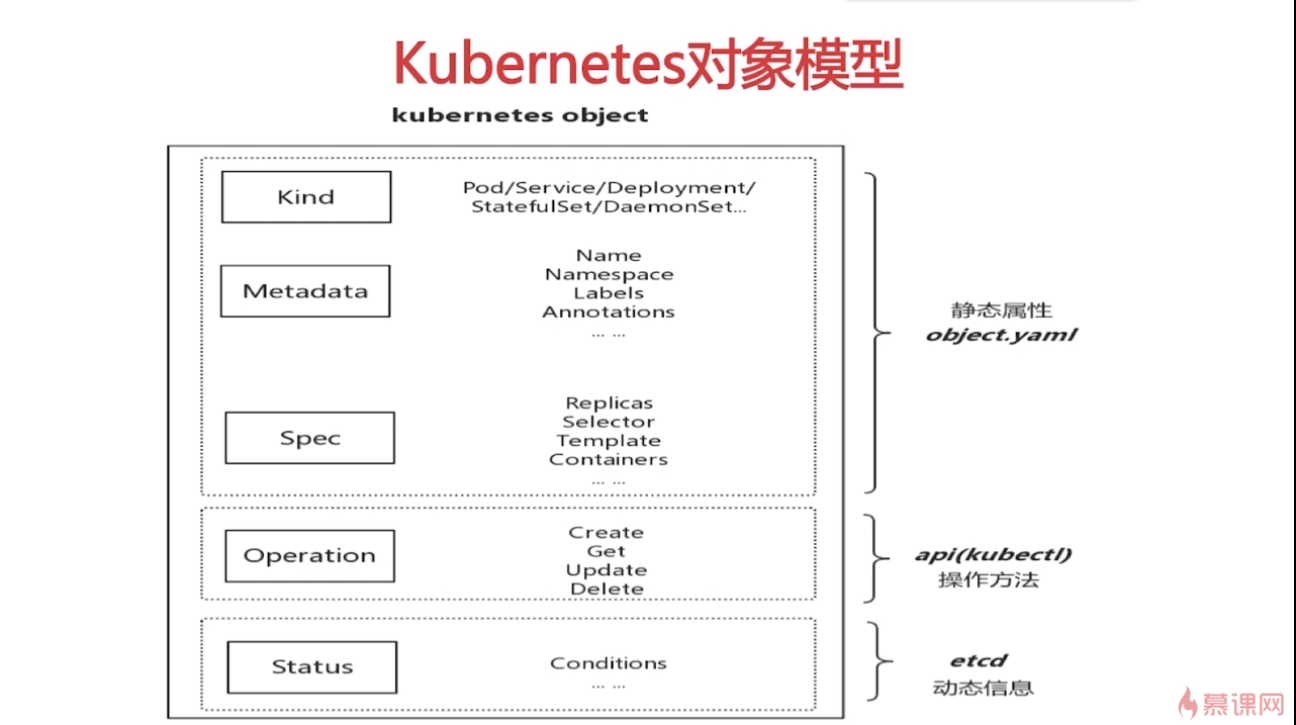 Kubernetes对象模型
kubernetes object
Kind
Pod/Service/Deployment/
StatefulSet/DaemonSet...
Metadata
Name
Namespace
Labels
Annotations
... ...
静态属性
object.yaml
Spec
Replicas
Selector
Template
Containers
... ...
Operation
Create
Get
Update
Delete
api(kubectl)
操作方法
Status
Conditions
... ...
etcd
动态信息
慕课网